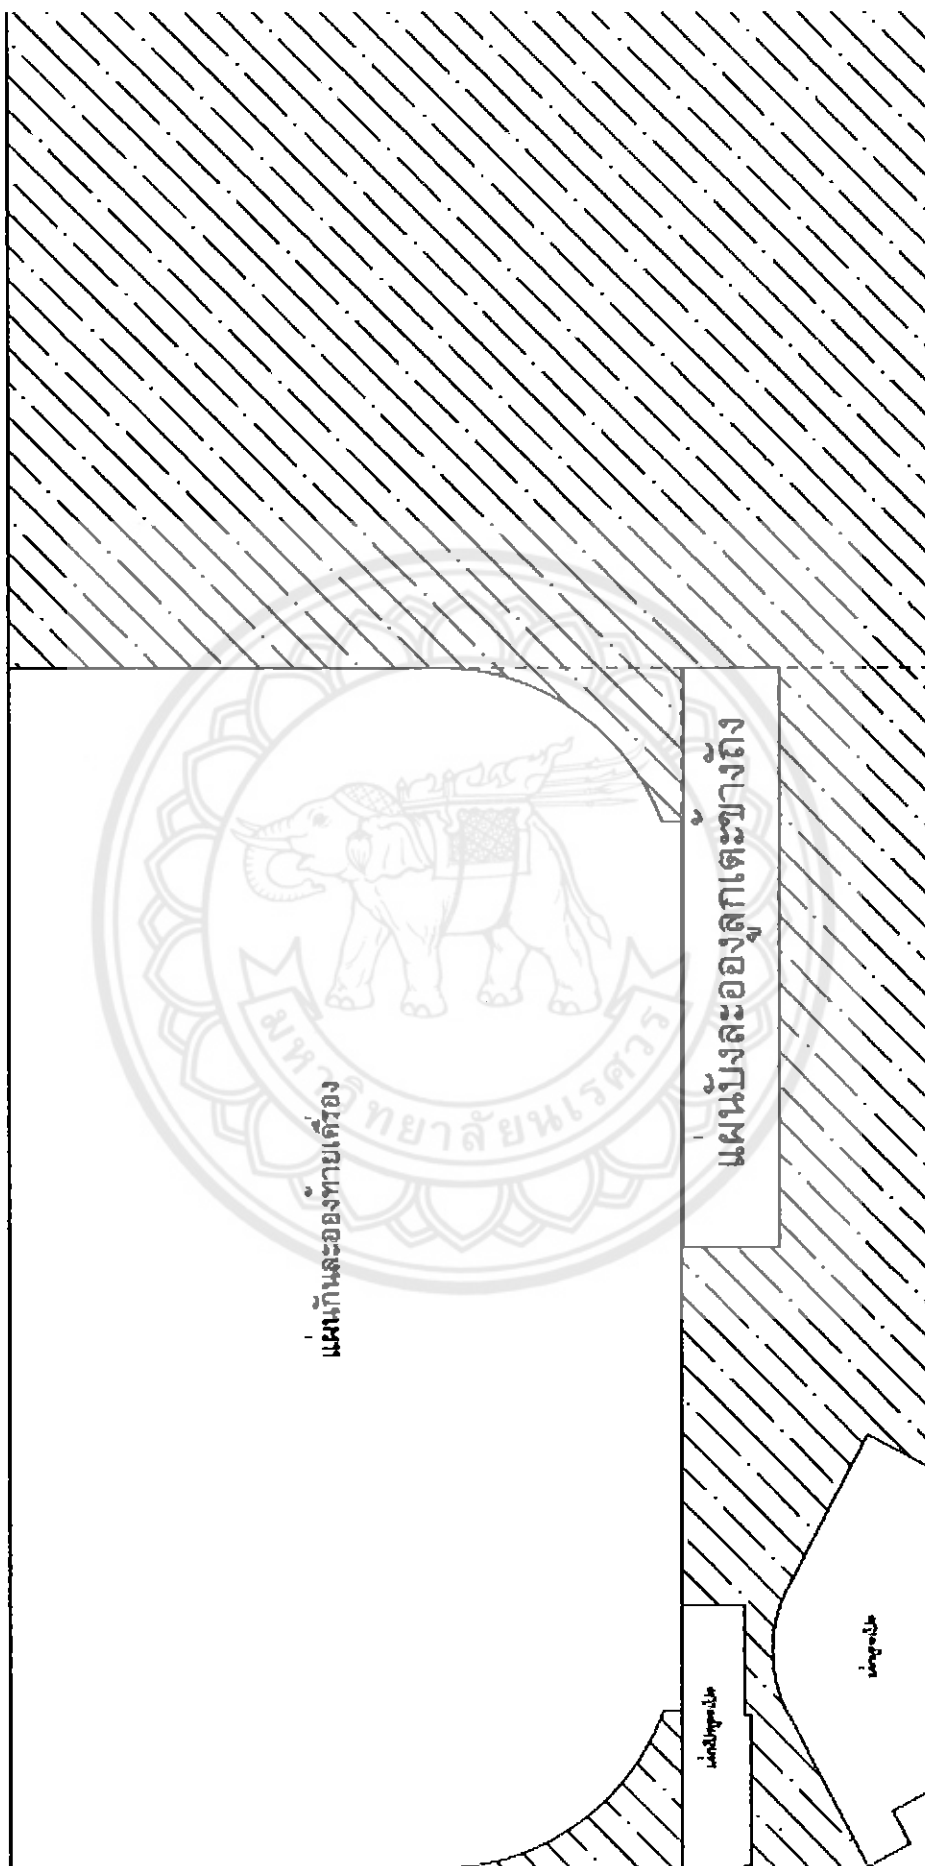 แผ่นกันละอองท้ายเครื่อง
แผ่นบังละอองลูกเตะข้างถัง
มหาวิทยาลัยนเรศวร